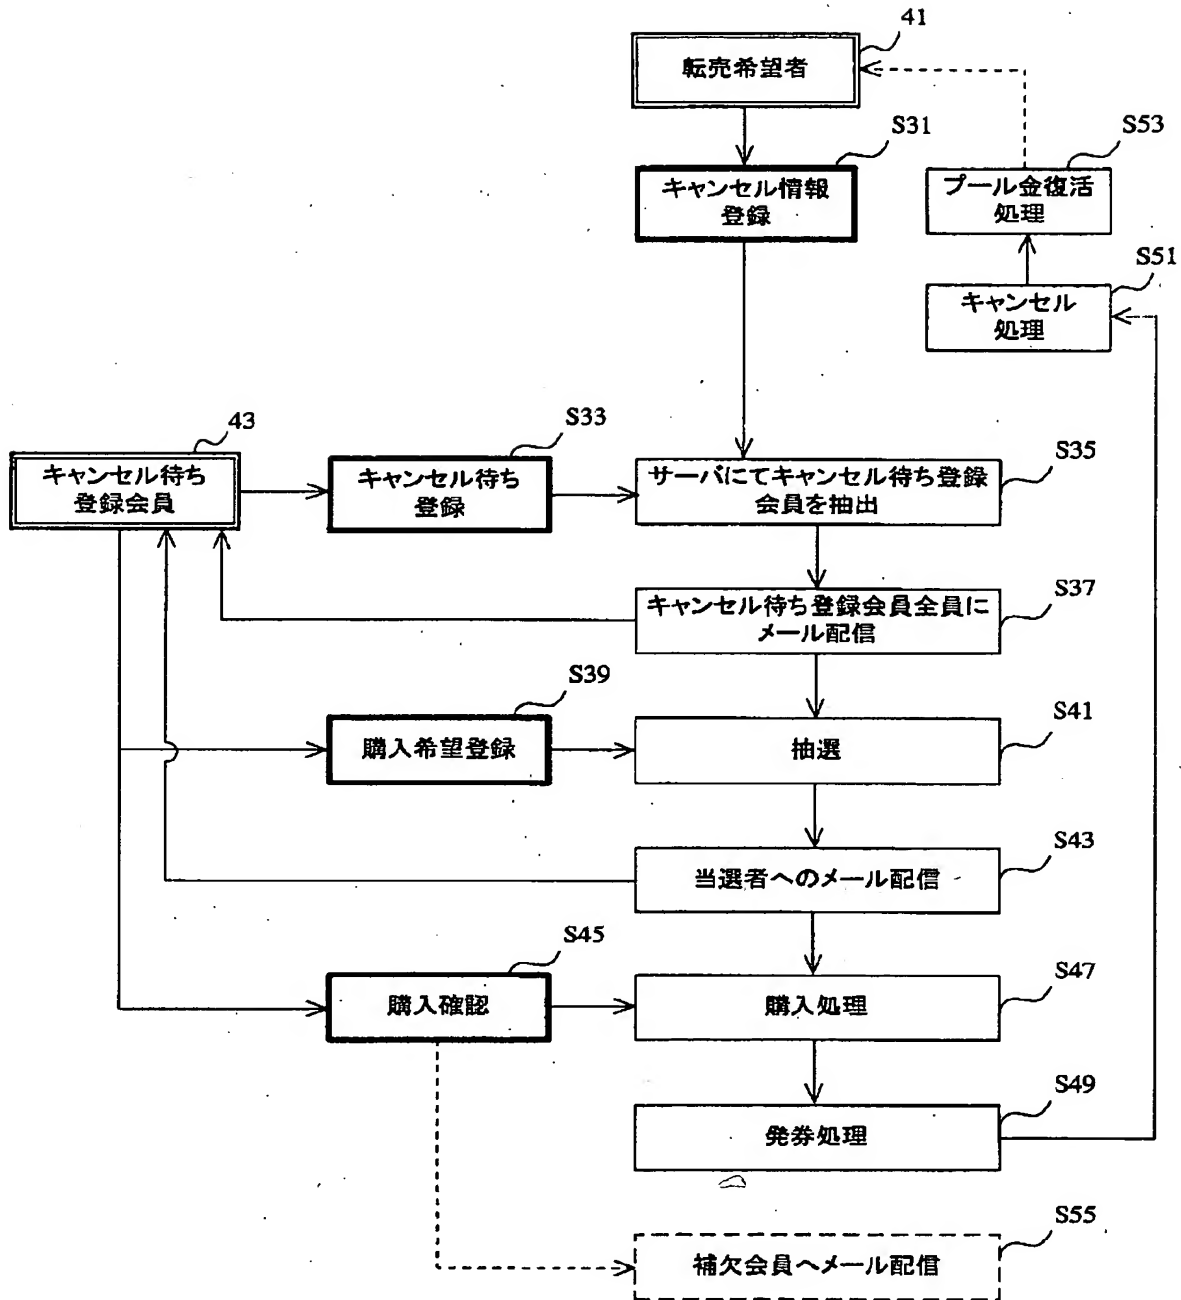 41
転売希望者
S31
キャンセル情報
登録
S53
プール金復活
処理
S51
キャンセル
処理
43
キャンセル待ち
登録会員
S33
キャンセル待ち
登録
S35
サーバにてキャンセル待ち登録
会員を抽出
S37
キャンセル待ち登録会員全員に
メール配信
S39
購入希望登録
S41
抽選
S43
当選者へのメール配信
S45
購入確認
S47
購入処理
S49
発券処理
S55
補欠会員へメール配信